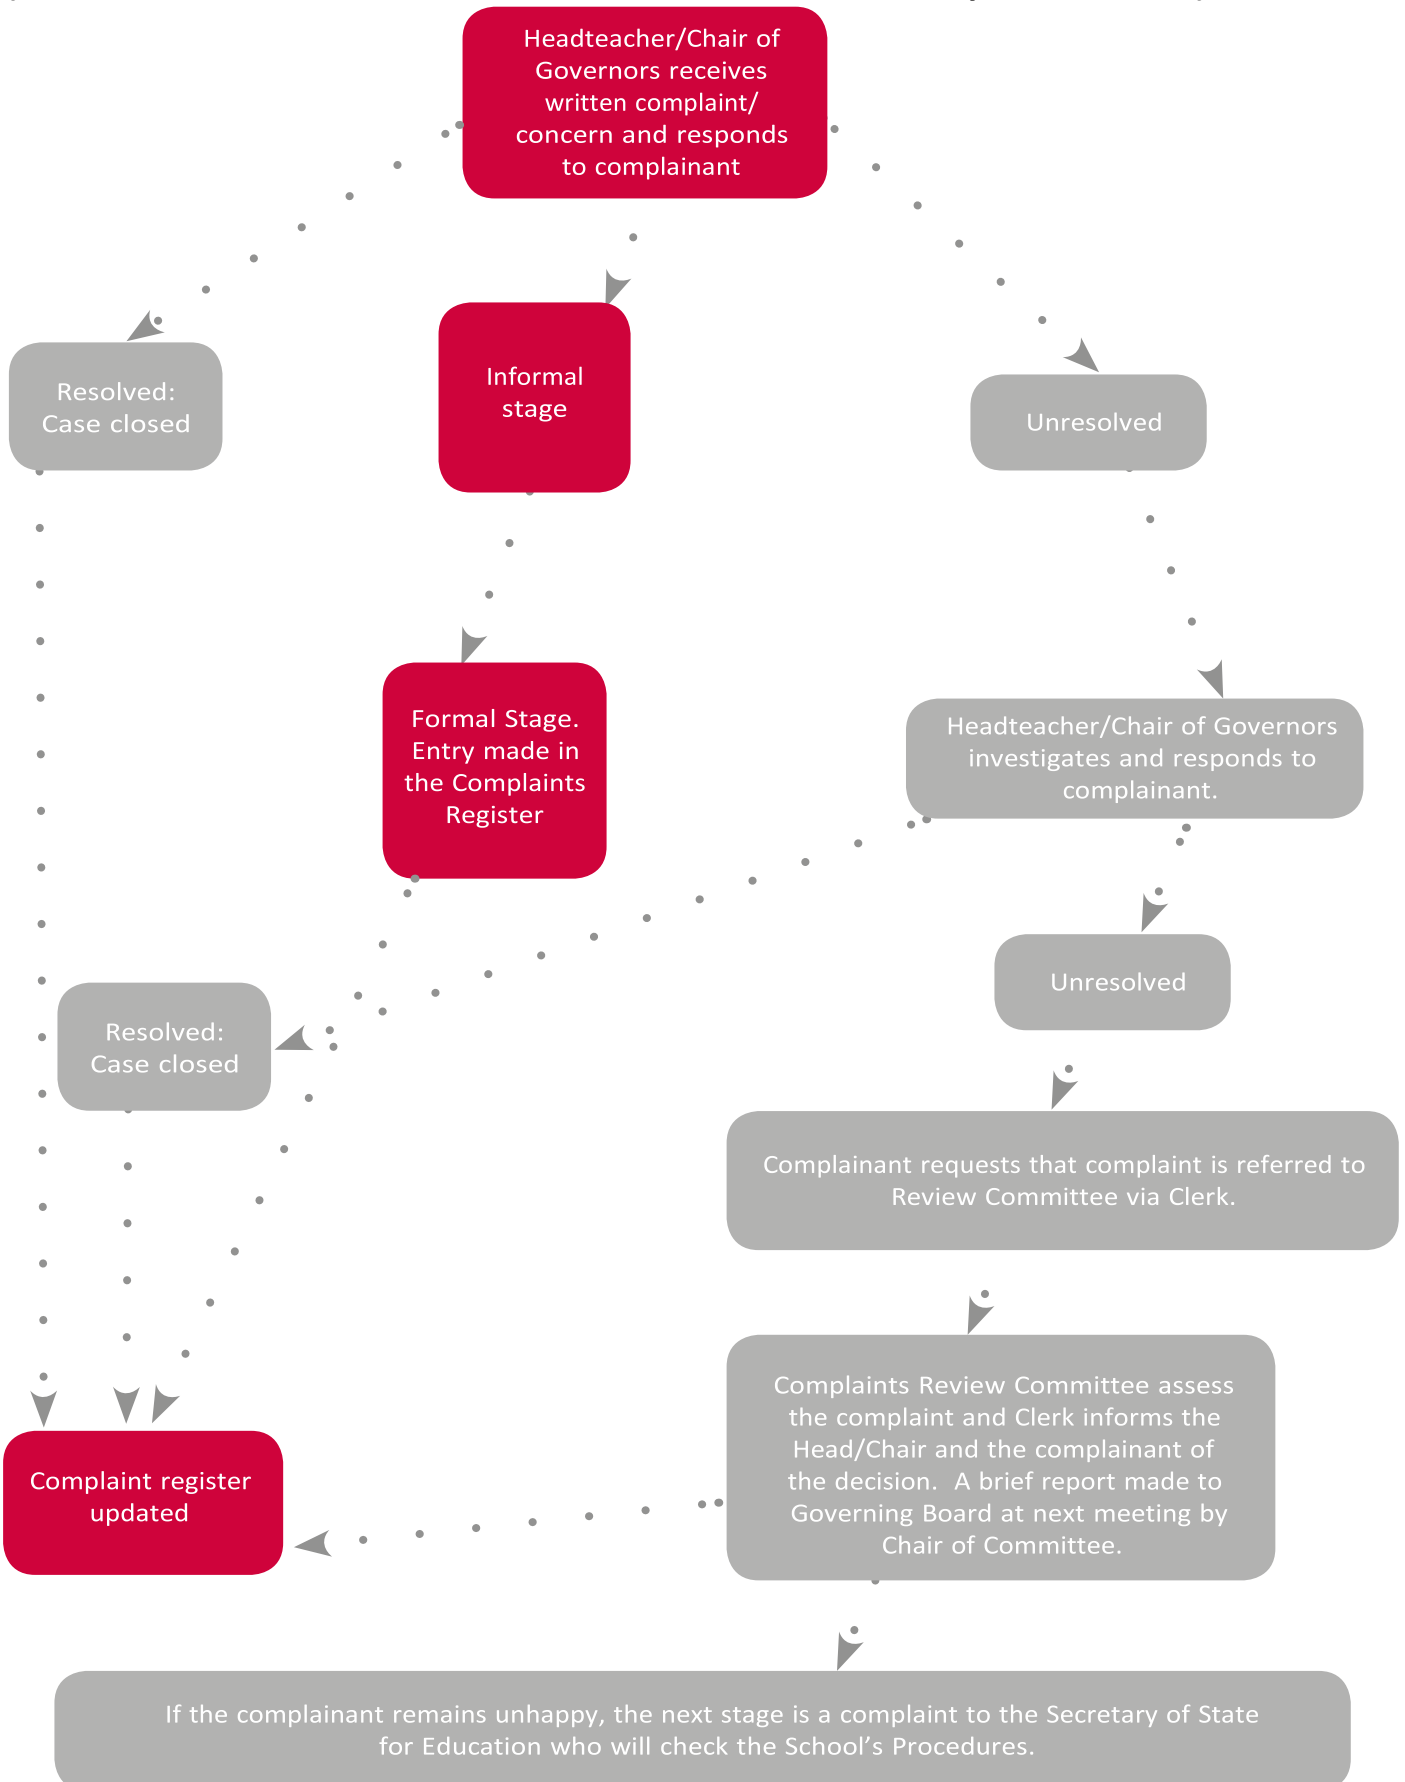 Headteacher/Chair of
Governors receives
written complaint/
concern and responds
to complainant
Resolved:
Case closed
Informal
stage
Unresolved
Formal Stage.
Entry made in
the Complaints
Register
Headteacher/Chair of Governors
investigates and responds to
complainant.
Resolved:
Case closed
Unresolved
Complainant requests that complaint is referred to
Review Committee via Clerk.
Complaints Review Committee assess
the complaint and Clerk informs the
Head/Chair and the complainant of
the decision.  A brief report made to
Governing Board at next meeting by
Chair of Committee.
Complaint register
updated
If the complainant remains unhappy, the next stage is a complaint to the Secretary of State
for Education who will check the School’s Procedures.